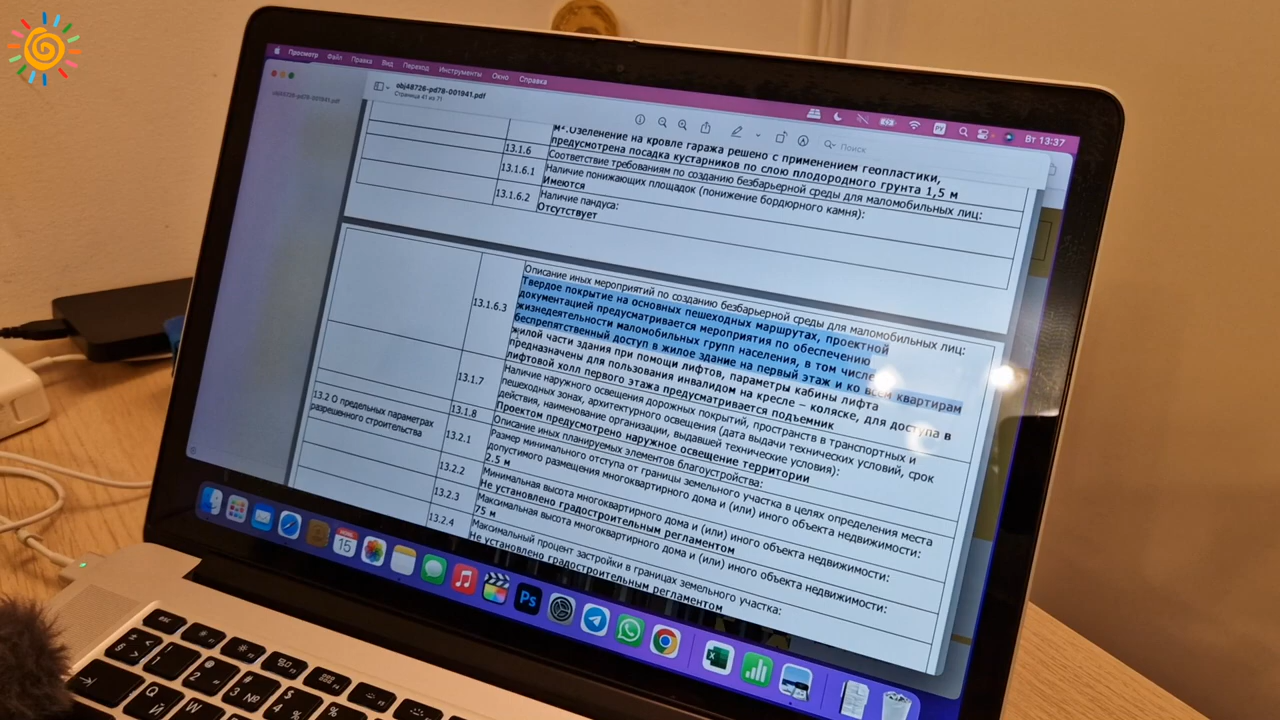 Просмотр Файл Правка Вид Переход Инструменты Окно Справка
РУ
Вт 13:37
obj48726-pd78-001941.pdf
obj48726-pd78-001941.pdf
Страница 41 из 71
Поиск
м².Озеленение на кровле гаража решено с применением геопластики,
предусмотрена посадка кустарников по слою плодородного грунта 1,5 м
13.1.6 Соответствие требованиям по созданию безбарьерной среды для маломобильных лиц:
13.1.6.1 Наличие понижающих площадок (понижение бордюрного камня):
Имеются
13.1.6.2 Наличие пандуса:
Отсутствует
13.1.6.3 Описание иных мероприятий по созданию безбарьерной среды для маломобильных лиц:
Твердое покрытие на основных пешеходных маршрутах, проектной
документацией предусматривается мероприятия по обеспечению
жизнедеятельности маломобильных групп населения, в том числе
беспрепятственный доступ в жилое здание на первый этаж и ко всем квартирам
жилой части здания при помощи лифтов, параметры кабины лифта
предназначены для пользования инвалидом на кресле – коляске, для доступа в
лифтовой холл первого этажа предусматривается подъемник
13.1.7 Наличие наружного освещения дорожных покрытий, пространств в транспортных и
пешеходных зонах, архитектурного освещения (дата выдачи технических условий, срок
действия, наименование организации, выдавшей технические условия):
Проектом предусмотрено наружное освещение территории
13.1.8 Описание иных планируемых элементов благоустройства:
13.2 О предельных параметрах
разрешенного строительства
13.2.1 Размер минимального отступа от границы земельного участка в целях определения места
допустимого размещения многоквартирного дома и (или) иного объекта недвижимости:
2.5 м
13.2.2 Минимальная высота многоквартирного дома и (или) иного объекта недвижимости:
Не установлено градостроительным регламентом
13.2.3 Максимальная высота многоквартирного дома и (или) иного объекта недвижимости:
75 м
13.2.4 Максимальный процент застройки в границах земельного участка:
Не установлено градостроительным регламентом
15
Ps
esc